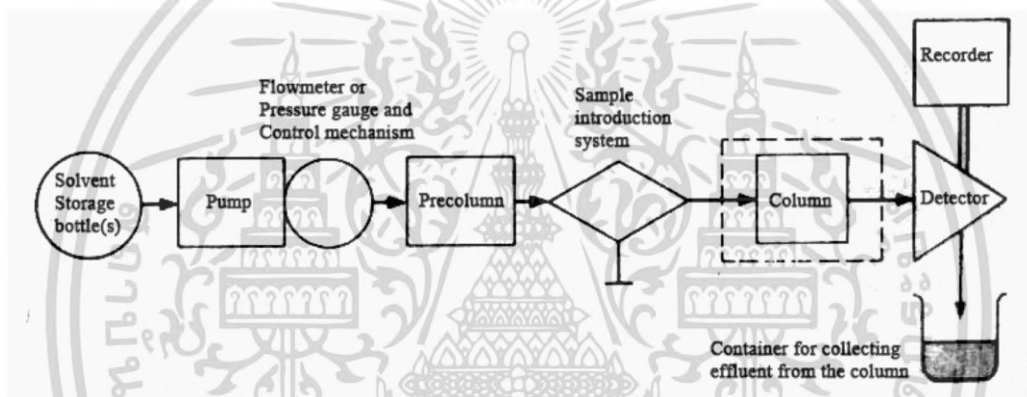 Solvent
Storage
bottle(s)
Pump
Flowmeter or
Pressure gauge and
Control mechanism
Precolumn
Sample
introduction
system
Column
Detector
Recorder
Container for collecting
effluent from the column